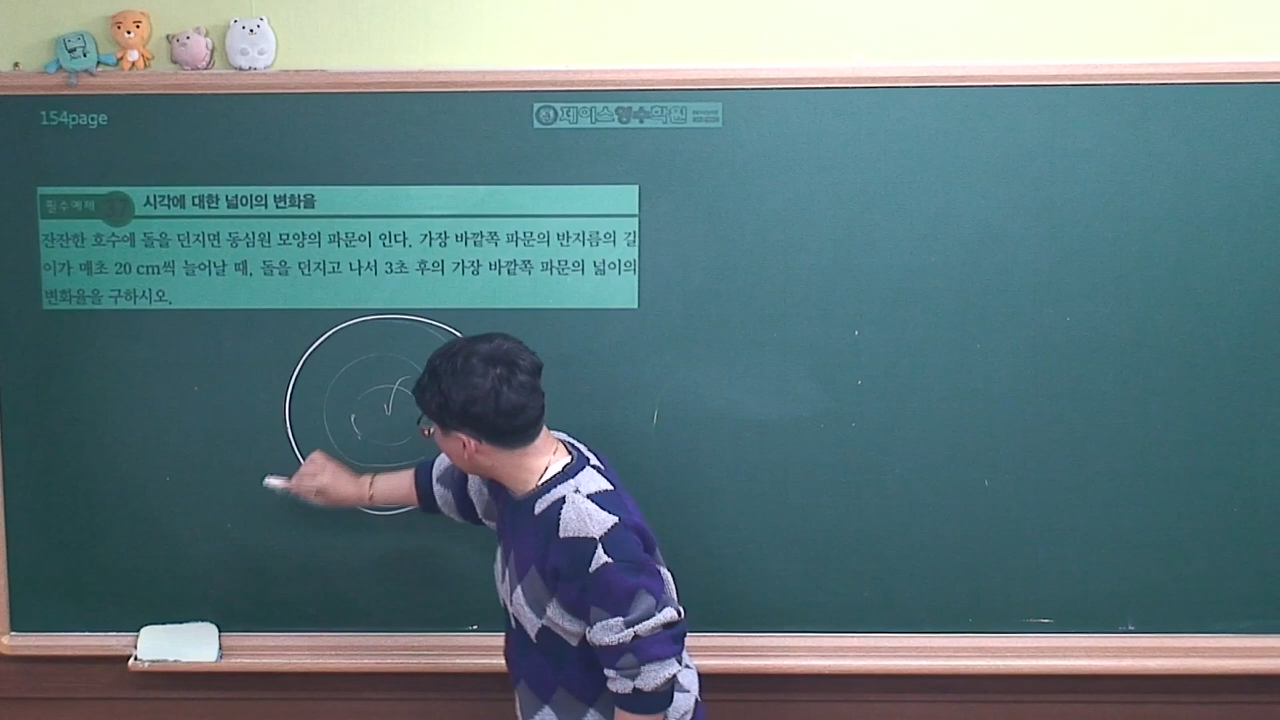 154page
제이스영수학원
필수예제 시각에 대한 넓이의 변화율
잔잔한 호수에 돌을 던지면 동심원 모양의 파문이 인다. 가장 바깥쪽 파문의 반지름의 길
이가 매초 20 cm씩 늘어날 때, 돌을 던지고 나서 3초 후의 가장 바깥쪽 파문의 넓이의
변화율을 구하시오.